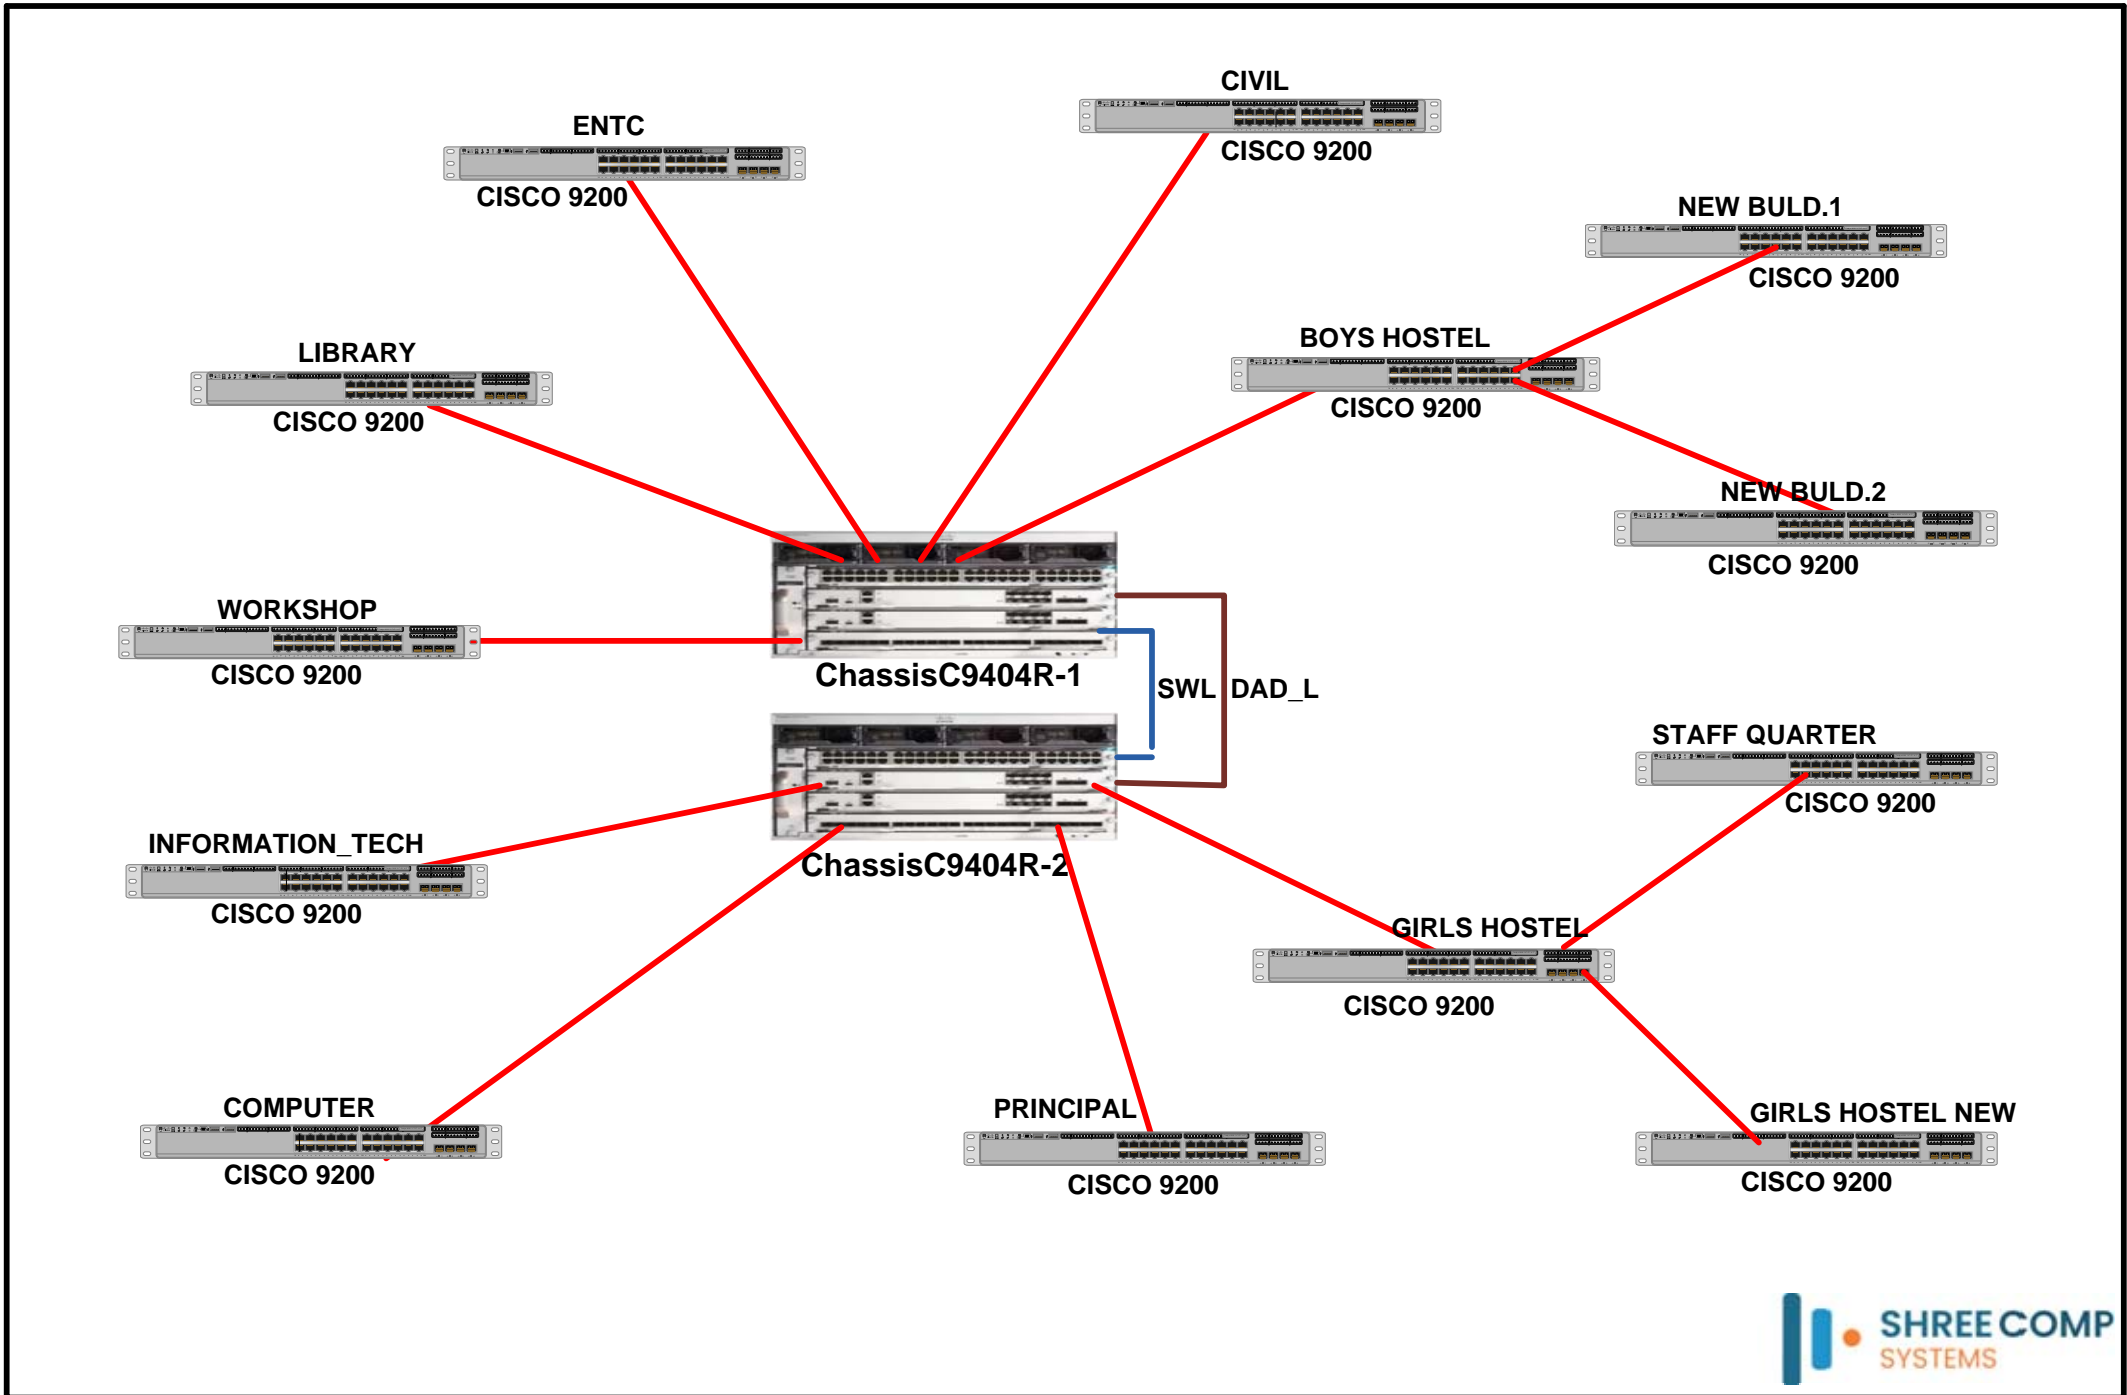 CIVIL
CISCO 9200
ENTC
CISCO 9200
NEW BULD.1
CISCO 9200
BOYS HOSTEL
CISCO 9200
LIBRARY
CISCO 9200
NEW BULD.2
CISCO 9200
WORKSHOP
CISCO 9200
ChassisC9404R-1
SWL
DAD_L
STAFF QUARTER
CISCO 9200
INFORMATION_TECH
CISCO 9200
ChassisC9404R-2
GIRLS HOSTEL
CISCO 9200
COMPUTER
CISCO 9200
PRINCIPAL
CISCO 9200
GIRLS HOSTEL NEW
CISCO 9200
SHREE COMP
SYSTEMS